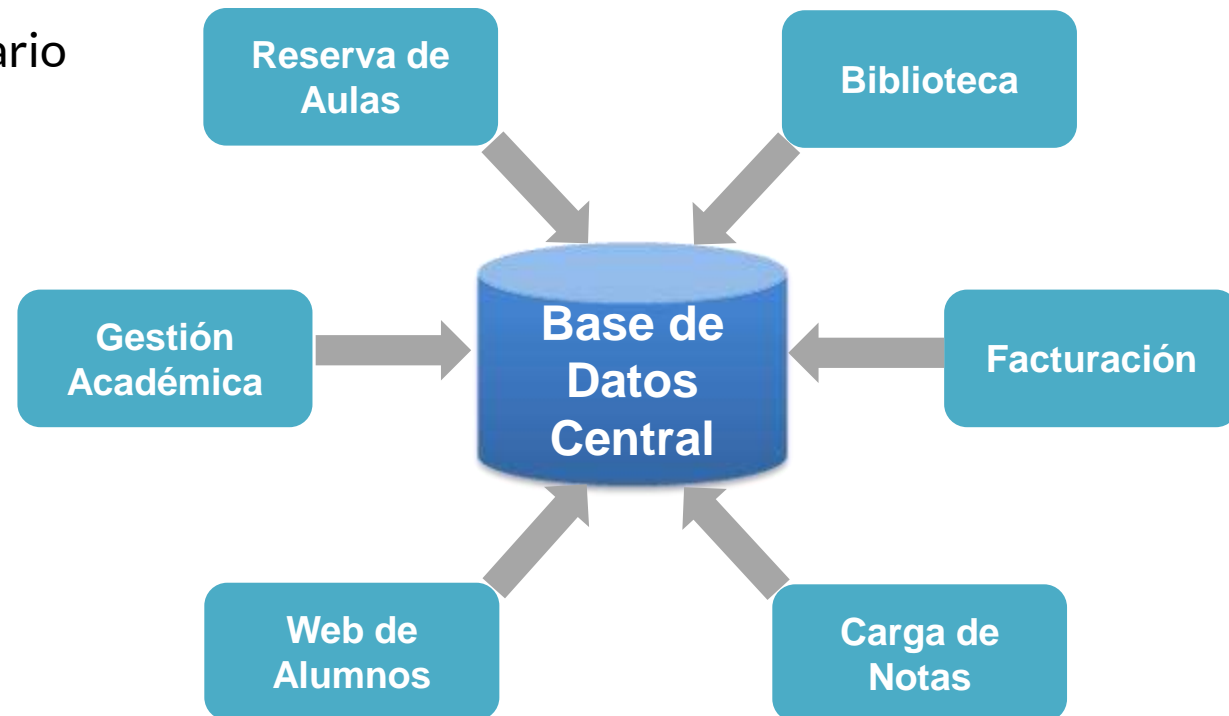 ario
Reserva de
Aulas
Biblioteca
Gestión
Académica
Base de
Datos
Central
Facturación
Web de
Alumnos
Carga de
Notas